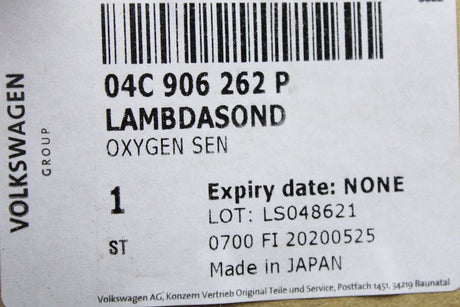 04C 906 262 P
LAMBDASOND
OXYGEN SEN
VOLKSWAGEN
GROUP
1
ST
Expiry date: NONE
LOT: LS048621
0700 FI 20200525
Made in JAPAN
Volkswagen AG, Konzern Vertrieb Original Teile und Service, Postfach 1451, 34219 Baunatal